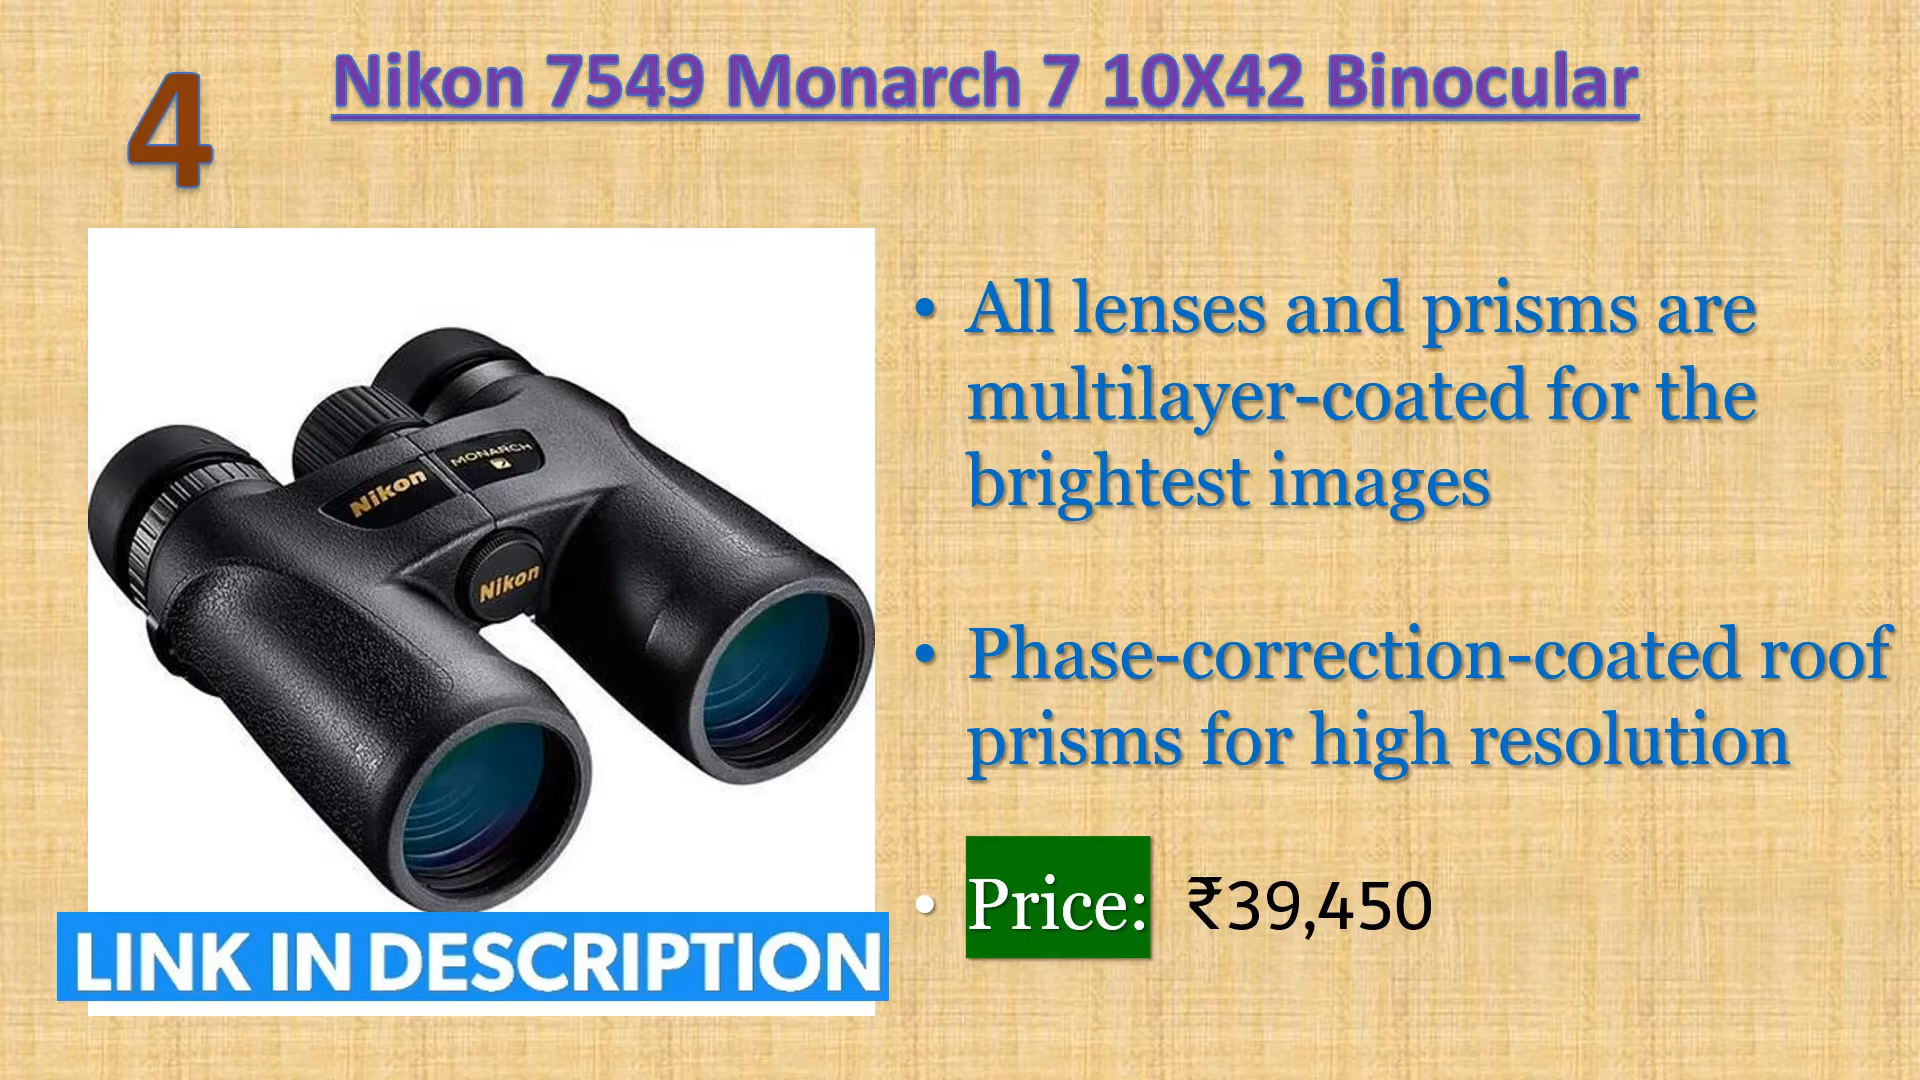 4
Nikon 7549 Monarch 7 10X42 Binocular
Nikon
MONARCH
7
Nikon
• All lenses and prisms are
multilayer-coated for the
brightest images
• Phase-correction-coated roof
prisms for high resolution
• Price: ₹39,450
LINK IN DESCRIPTION